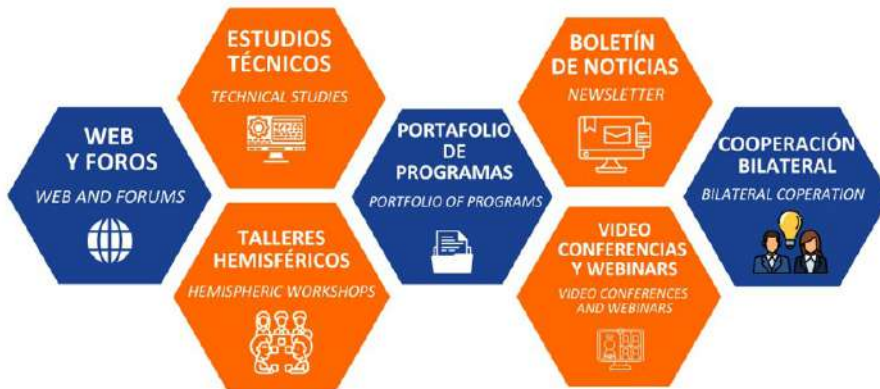 WEB
Y FOROS
WEB AND FORUMS
ESTUDIOS
TÉCNICOS
TECHNICAL STUDIES
TALLERES
HEMISFÉRICOS
HEMISPHERIC WORKSHOPS
PORTAFOLIO
DE
PROGRAMAS
PORTFOLIO OF PROGRAMS
BOLETÍN
DE NOTICIAS
NEWSLETTER
VIDEO
CONFERENCIAS
Y WEBINARS
VIDEO CONFERENCES
AND WEBINARS
COOPERACIÓN
BILATERAL
BILATERAL COPERATION